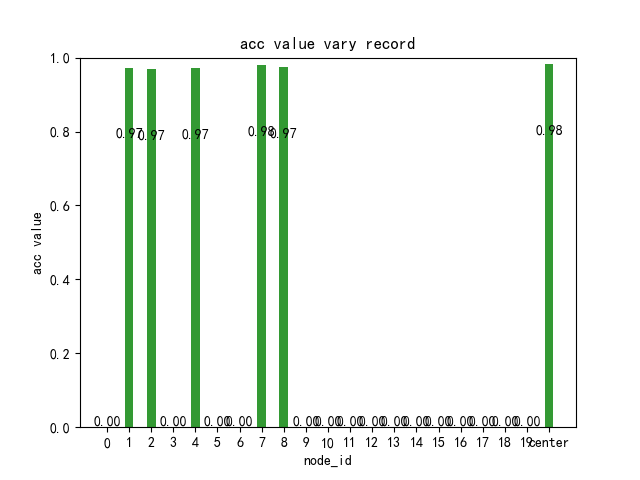 acc value vary record
1.0
0.8
0.6
0.4
0.2
0.0
acc value
0.97 0.97 0.97 0.98 0.97 0.98
0.00 0.00 0.00 0.00 0.00 0.00 0.00 0.00 0.00 0.00 0.00 0.00 0.00 0.00 0.00
0 1 2 3 4 5 6 7 8 9 10 11 12 13 14 15 16 17 18 19 center
node_id